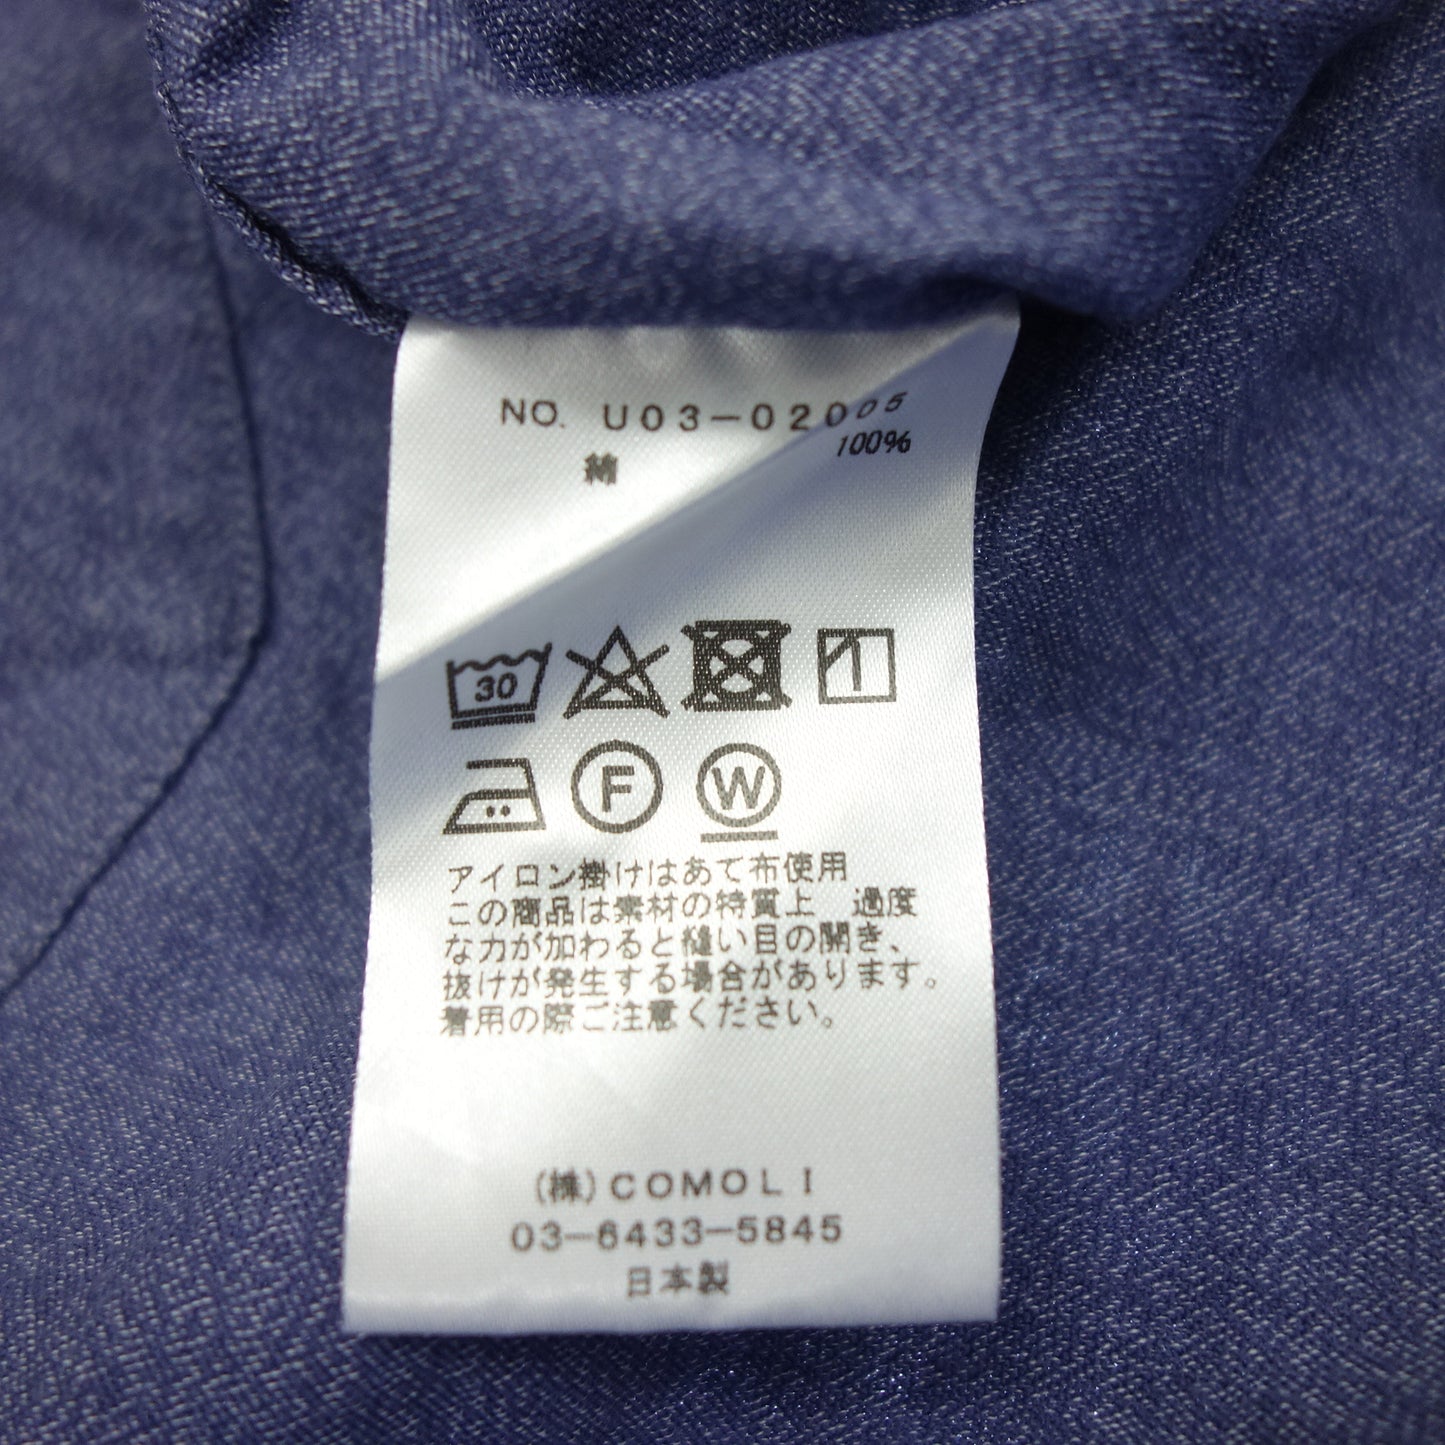 NO. U03-02005
綿 100%
30
F W
アイロン掛けはあて布使用
この商品は素材の特質上 過度
な力が加わると縫い目の開き、
抜けが発生する場合があります。
着用の際ご注意ください。
(株)COMOLI
03-6433-5845
日本製